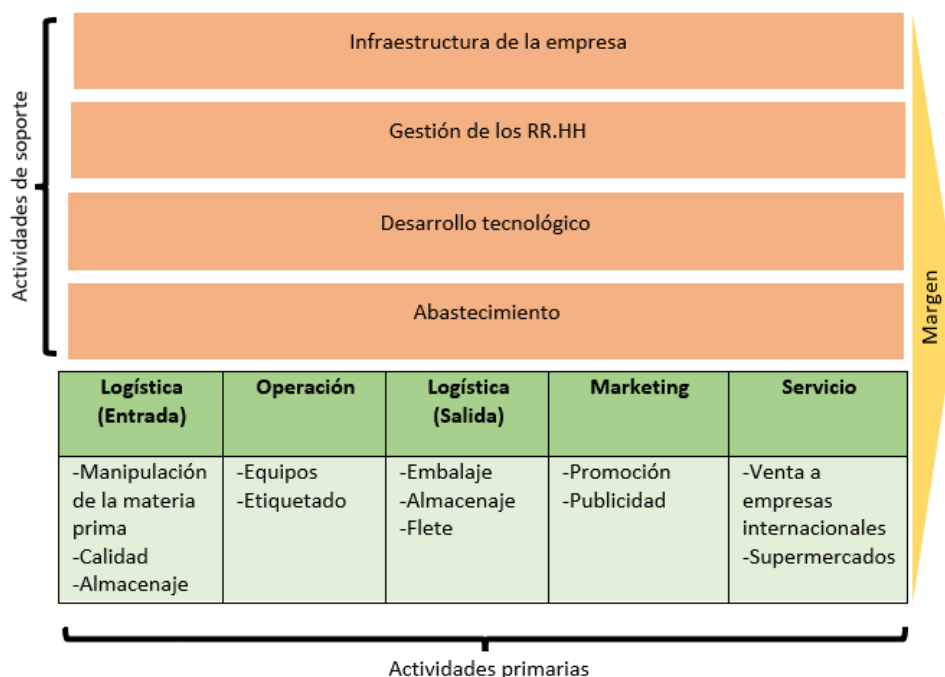 Actividades de soporte
Infraestructura de la empresa
Gestión de los RR.HH
Desarrollo tecnológico
Abastecimiento
Margen
Logística
(Entrada)
Operación
Logística
(Salida)
Marketing
Servicio
-Manipulación
de la materia
prima
-Calidad
-Almacenaje
-Equipos
-Etiquetado
-Embalaje
-Almacenaje
-Flete
-Promoción
-Publicidad
-Venta a
empresas
internacionales
-Supermercados
Actividades primarias